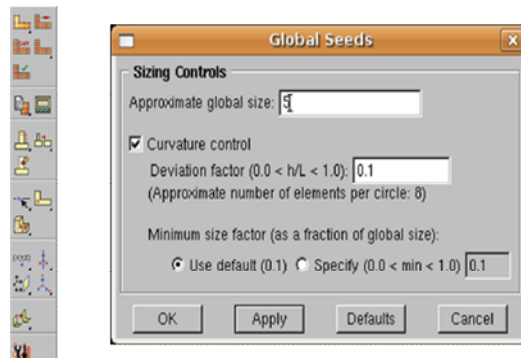 Global Seeds
Sizing Controls
Approximate global size: 5
Curvature control
Deviation factor (0.0 < h/L < 1.0): 0.1
(Approximate number of elements per circle: 8)
Minimum size factor (as a fraction of global size):
Use default (0.1) Specify (0.0 < min < 1.0) 0.1
OK Apply Defaults Cancel